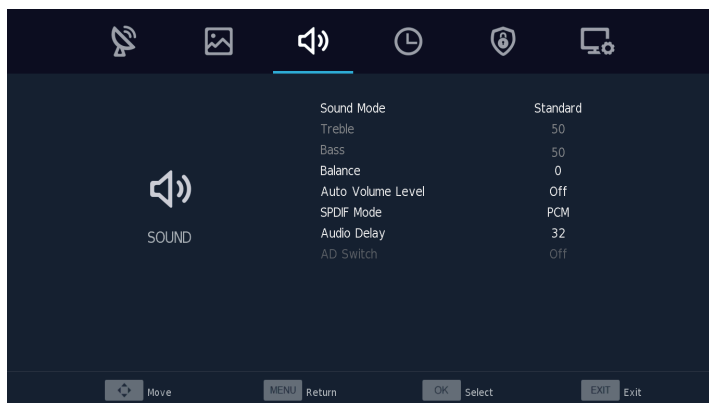 Sound Mode Standard
Treble 50
Bass 50
Balance 0
Auto Volume Level Off
SPDIF Mode PCM
Audio Delay 32
AD Switch Off
SOUND
Move MENU Return OK Select EXIT Exit